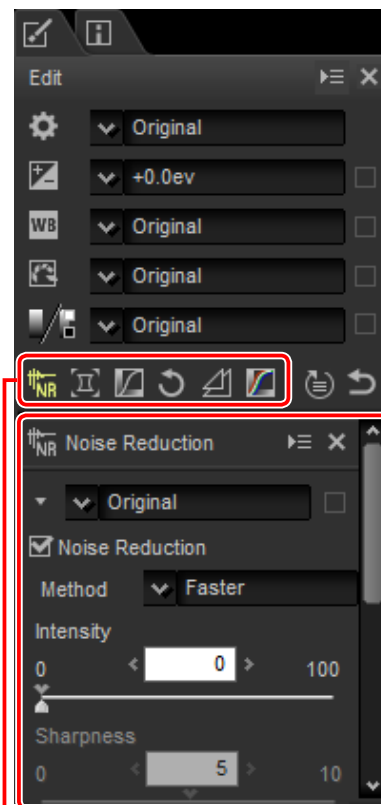 Edit
Original
+0.0ev
WB Original
Original
Original
NR
NR Noise Reduction
Original
Noise Reduction
Method Faster
Intensity
0 0 100
Sharpness
0 5 10